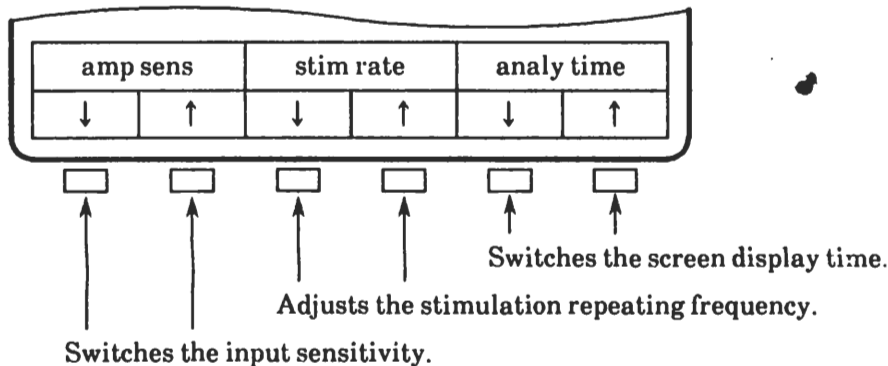 amp sens stim rate analy time
↓ ↑ ↓ ↑ ↓ ↑
Switches the screen display time.
Adjusts the stimulation repeating frequency.
Switches the input sensitivity.